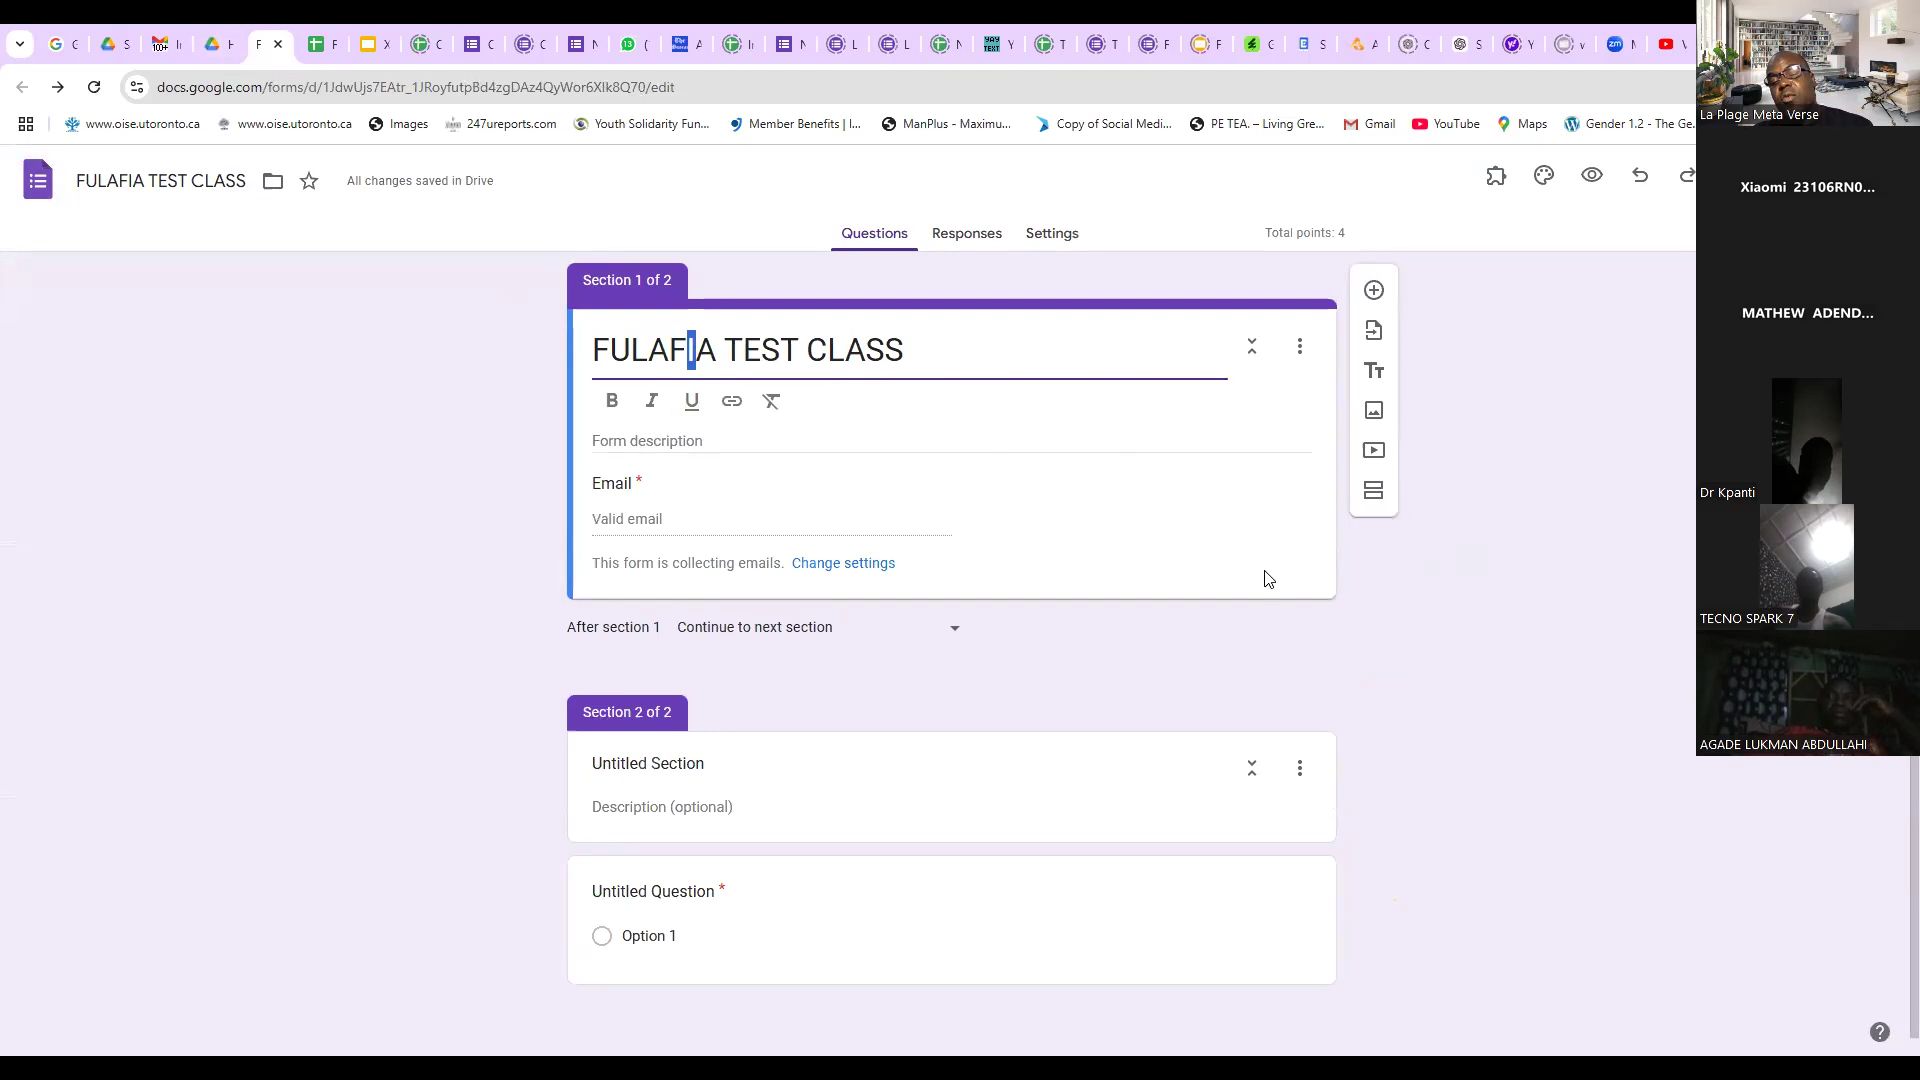 docs.google.com/forms/d/1JdwUjs7EAtr_1JRoyfutpBd4zgDAz4QyWor6Xlk8Q70/edit
www.oise.utoronto.ca
www.oise.utoronto.ca
Images
247ureports.com
Youth Solidarity Fun...
Member Benefits | I...
ManPlus - Maximu...
Copy of Social Medi...
PE TEA. – Living Gre...
Gmail
YouTube
Maps
Gender 1.2 - The Ge.
FULAFIA TEST CLASS
All changes saved in Drive
Questions
Responses
Settings
Total points: 4
Section 1 of 2
FULAFIA TEST CLASS
Form description
Email *
Valid email
This form is collecting emails. Change settings
After section 1 Continue to next section
Section 2 of 2
Untitled Section
Description (optional)
Untitled Question *
Option 1
La Plage Meta Verse
Xiaomi 23106RN0...
MATHEW ADEND...
Dr Kpanti
TECNO SPARK 7
AGADE LUKMAN ABDULLAHI